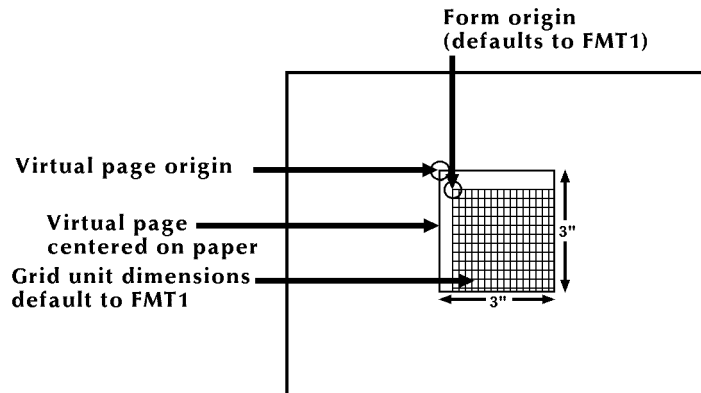 Form origin
(defaults to FMT1)
Virtual page origin
Virtual page
centered on paper
3"
Grid unit dimensions
default to FMT1
3"